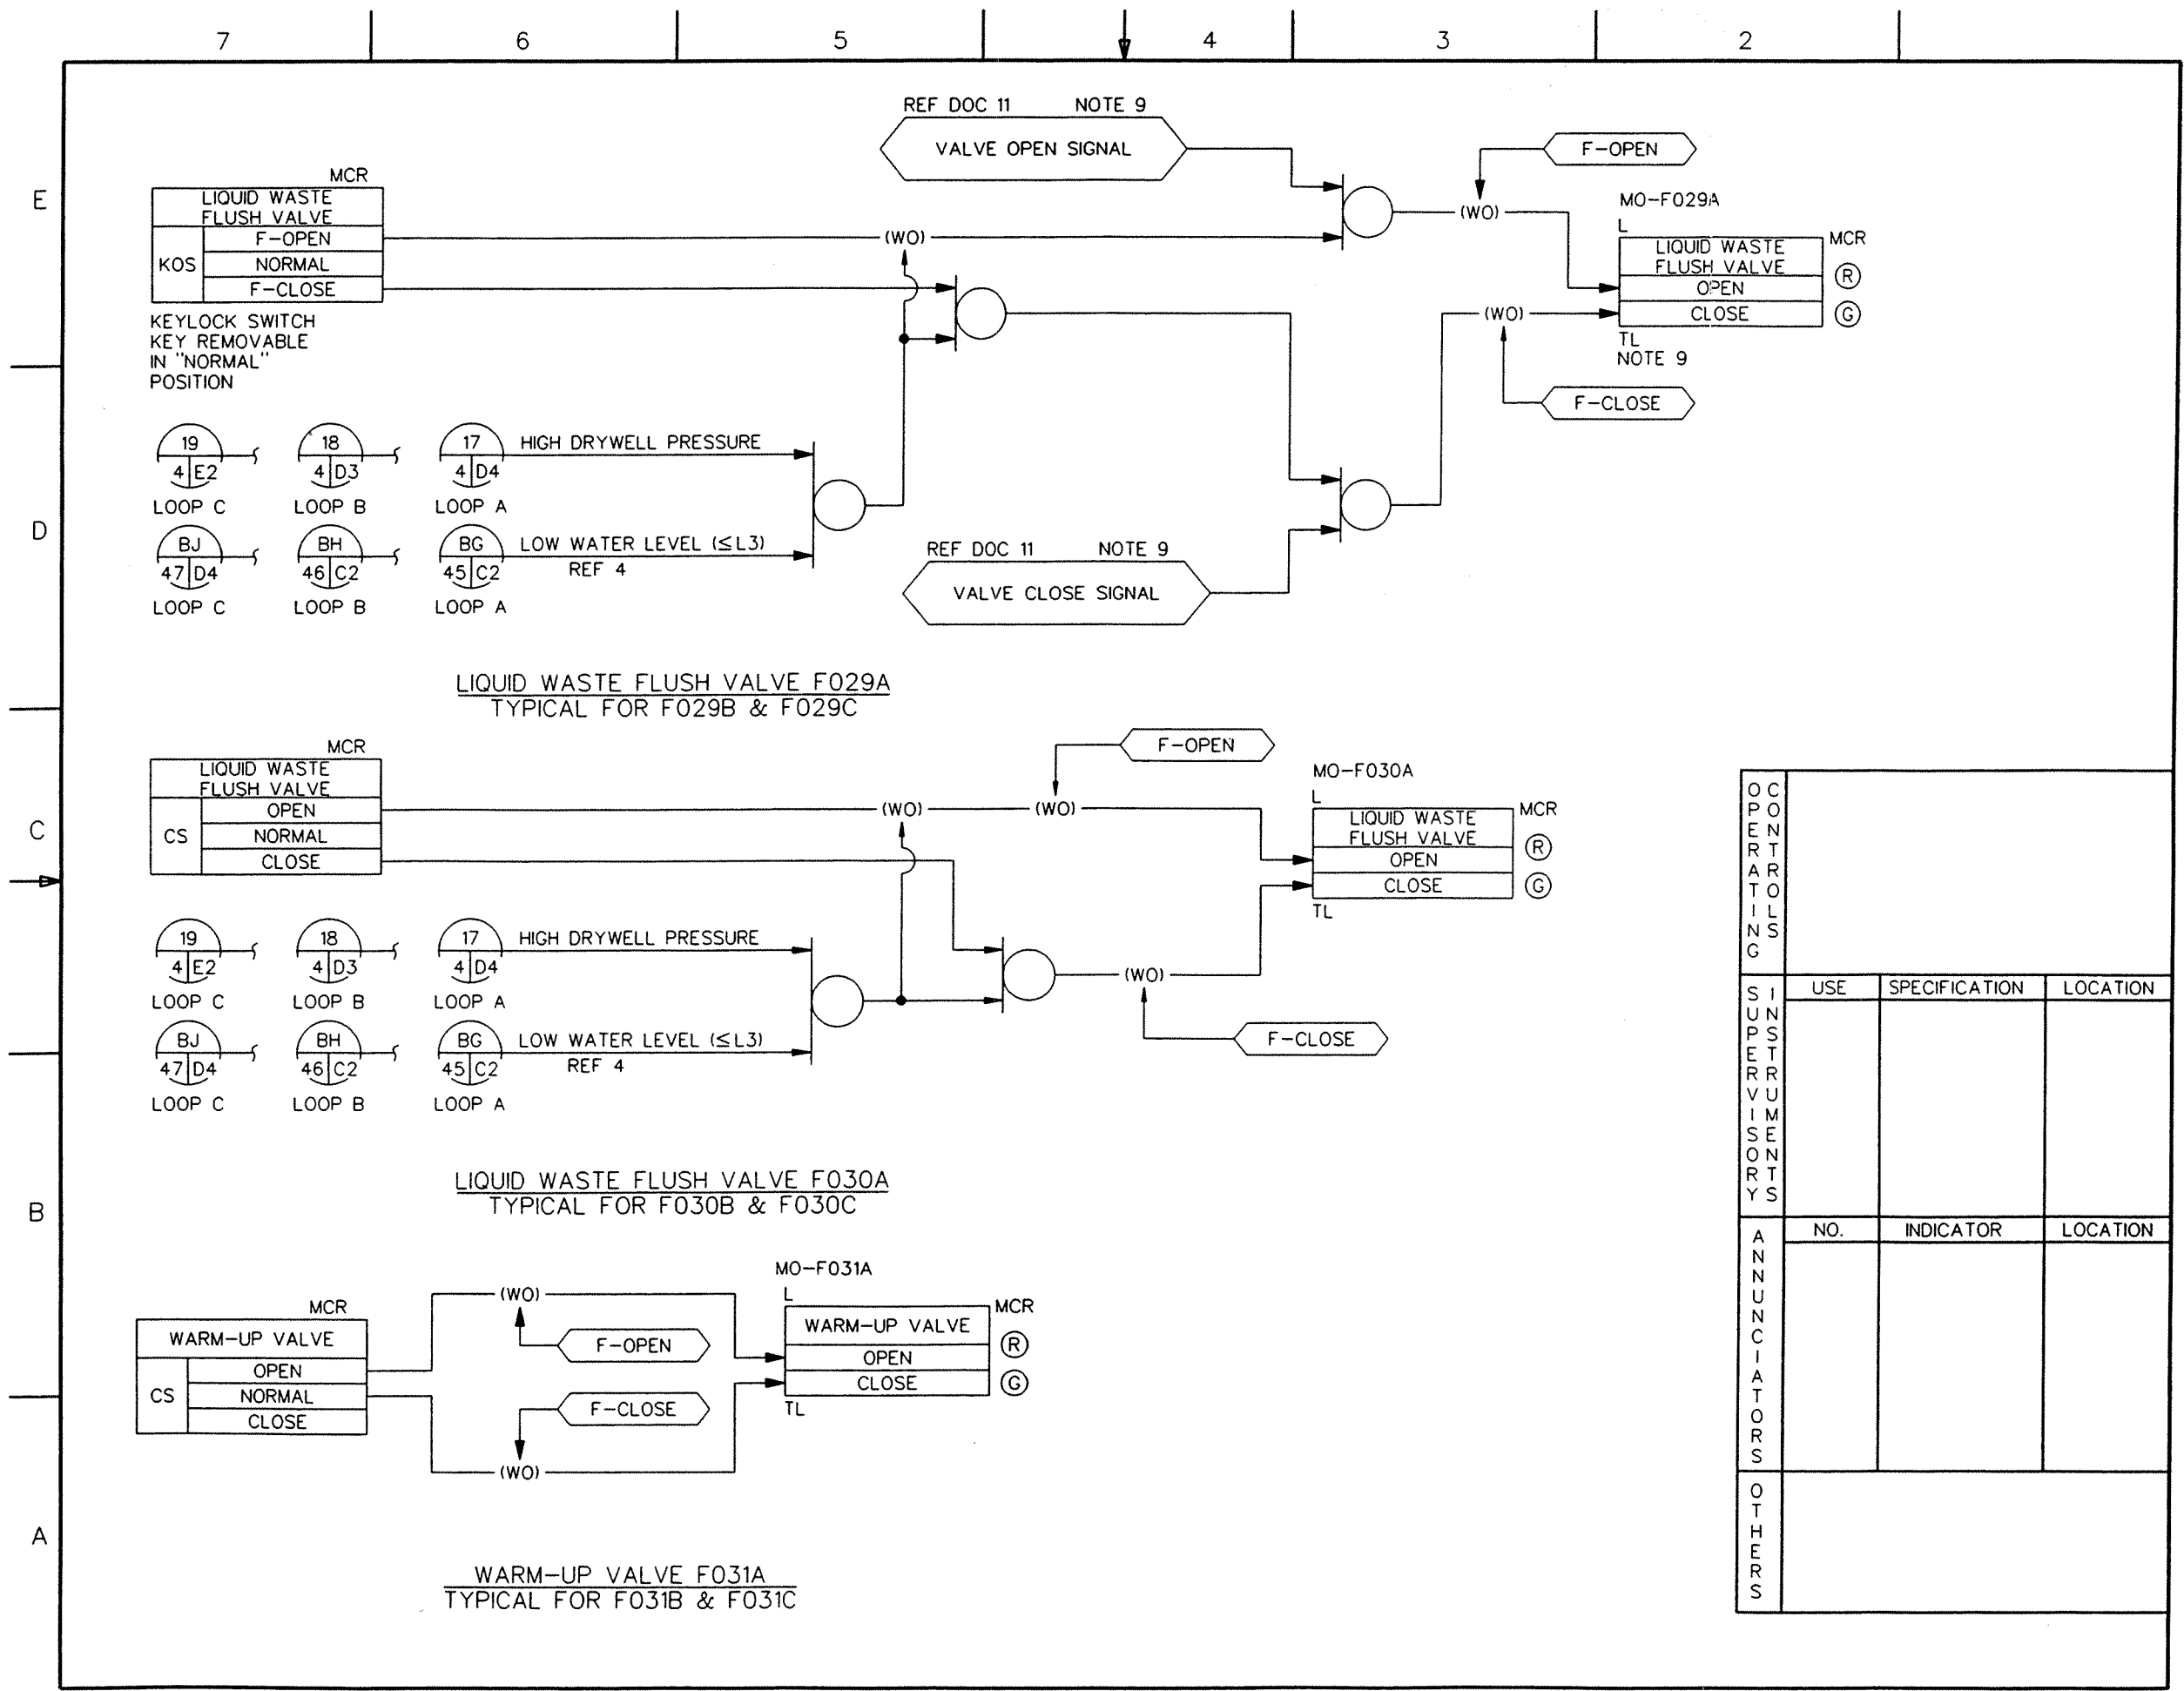 7 6 5 4 3 2
E
D
C
B
A
REF DOC 11 NOTE 9
VALVE OPEN SIGNAL
F-OPEN
(WO)
MCR
LIQUID WASTE
FLUSH VALVE
KOS
F-OPEN
NORMAL
F-CLOSE
KEYLOCK SWITCH
KEY REMOVABLE
IN "NORMAL"
POSITION
(WO)
MO-F029A
L
MCR
LIQUID WASTE
FLUSH VALVE
OPEN
CLOSE
R
G
TL
NOTE 9
(WO)
F-CLOSE
19
4 E2
LOOP C
18
4 D3
LOOP B
17
4 D4
LOOP A
HIGH DRYWELL PRESSURE
BJ
47 D4
LOOP C
BH
46 C2
LOOP B
BG
45 C2
LOOP A
LOW WATER LEVEL (≤L3)
REF 4
REF DOC 11 NOTE 9
VALVE CLOSE SIGNAL
LIQUID WASTE FLUSH VALVE F029A
TYPICAL FOR F029B & F029C
MCR
LIQUID WASTE
FLUSH VALVE
CS
OPEN
NORMAL
CLOSE
F-OPEN
(WO)
(WO)
MO-F030A
L
MCR
LIQUID WASTE
FLUSH VALVE
OPEN
CLOSE
R
G
TL
19
4 E2
LOOP C
18
4 D3
LOOP B
17
4 D4
LOOP A
HIGH DRYWELL PRESSURE
(WO)
F-CLOSE
BJ
47 D4
LOOP C
BH
46 C2
LOOP B
BG
45 C2
LOOP A
LOW WATER LEVEL (≤L3)
REF 4
LIQUID WASTE FLUSH VALVE F030A
TYPICAL FOR F030B & F030C
MCR
WARM-UP VALVE
CS
OPEN
NORMAL
CLOSE
(WO)
F-OPEN
F-CLOSE
(WO)
MO-F031A
L
MCR
WARM-UP VALVE
OPEN
CLOSE
R
G
TL
WARM-UP VALVE F031A
TYPICAL FOR F031B & F031C
OPERATING
CONTROLS
SUPERVISORY
INSTRUMENTS
USE SPECIFICATION LOCATION
ANNUNCIATORS
NO. INDICATOR LOCATION
OTHERS